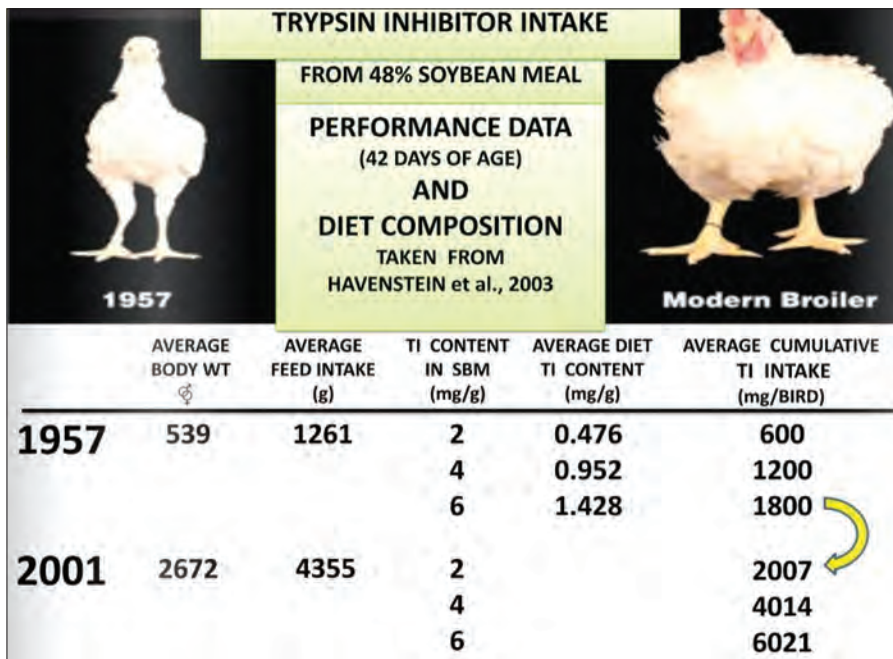 TRYPSIN INHIBITOR INTAKE
FROM 48% SOYBEAN MEAL
PERFORMANCE DATA
(42 DAYS OF AGE)
AND
DIET COMPOSITION
TAKEN FROM
HAVENSTEIN et al., 2003
1957
Modern Broiler
AVERAGE BODY WT ⚥ AVERAGE FEED INTAKE (g) TI CONTENT IN SBM (mg/g) AVERAGE DIET TI CONTENT (mg/g) AVERAGE CUMULATIVE TI INTAKE (mg/BIRD)
1957 539 1261 2 0.476 600
4 0.952 1200
6 1.428 1800
2001 2672 4355 2 2007
4 4014
6 6021